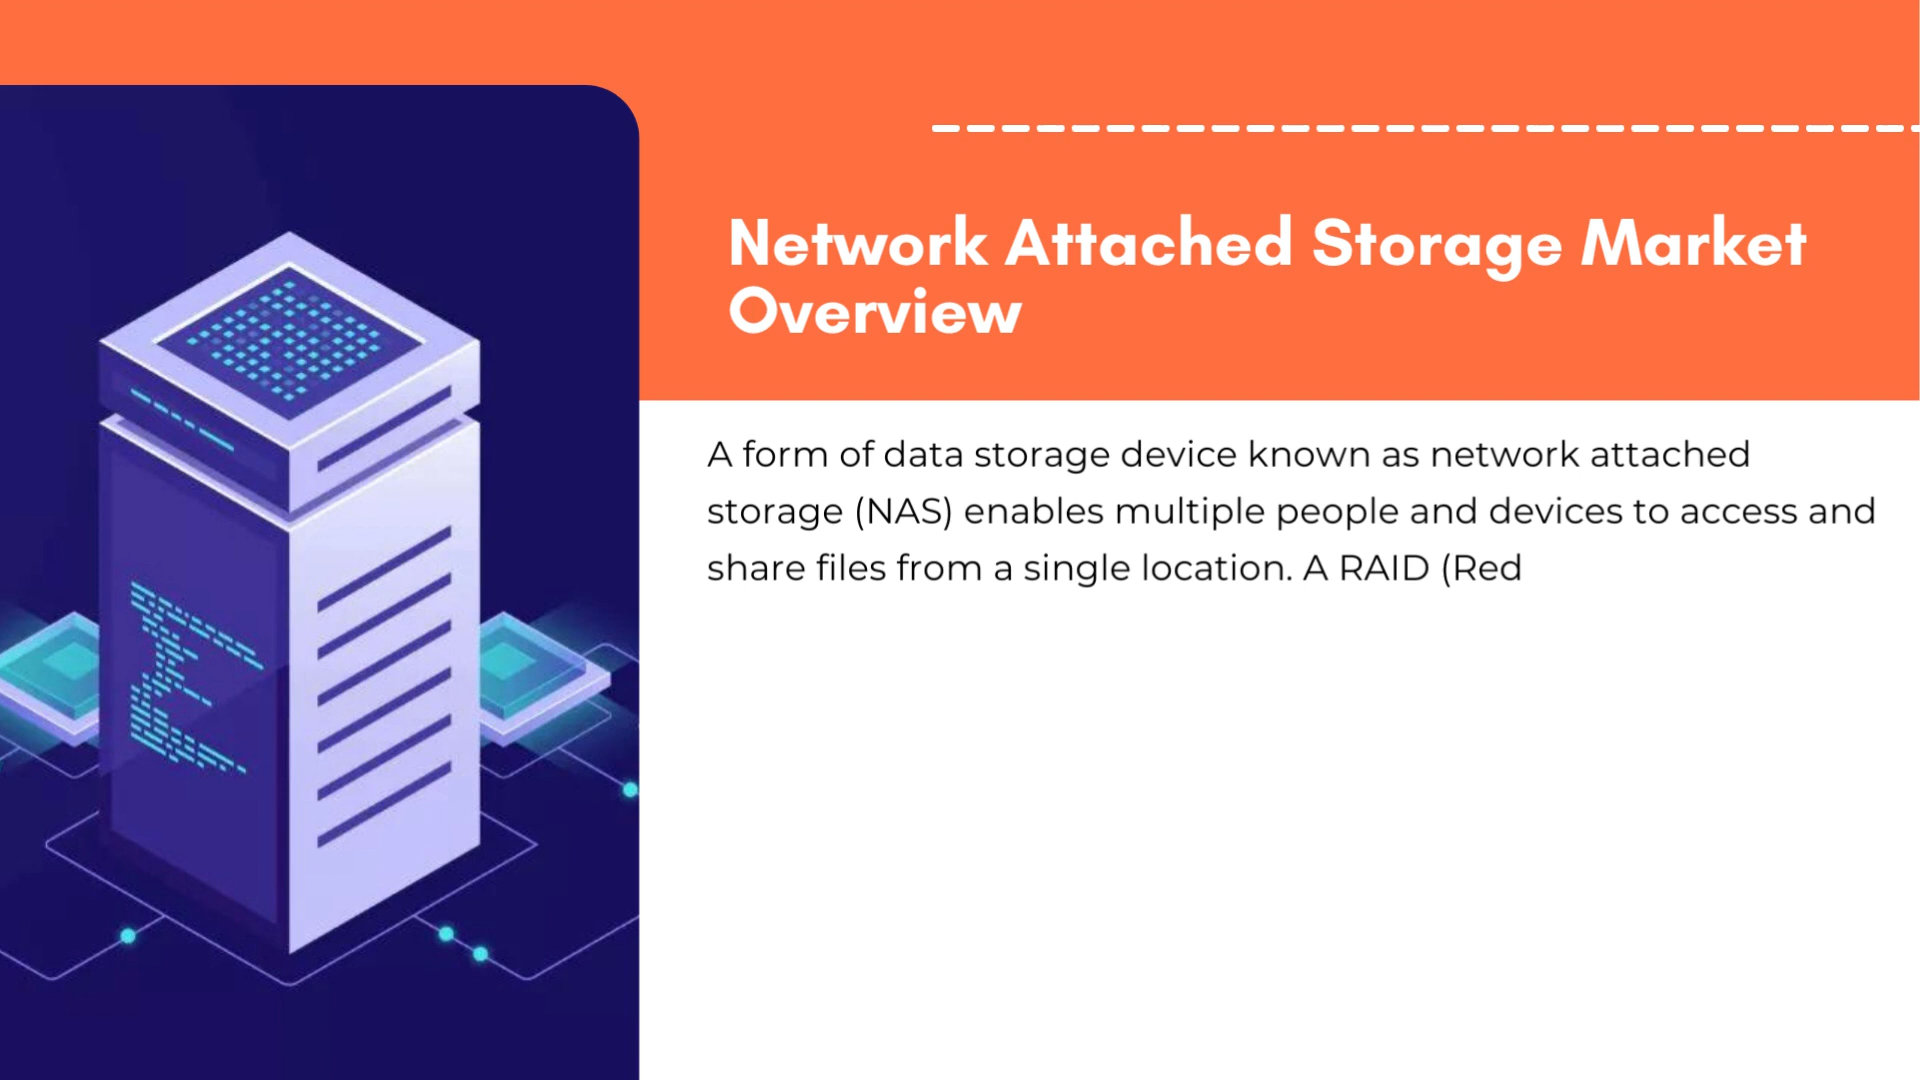 Network Attached Storage Market
Overview
A form of data storage device known as network attached
storage (NAS) enables multiple people and devices to access and
share files from a single location. A RAID (Red